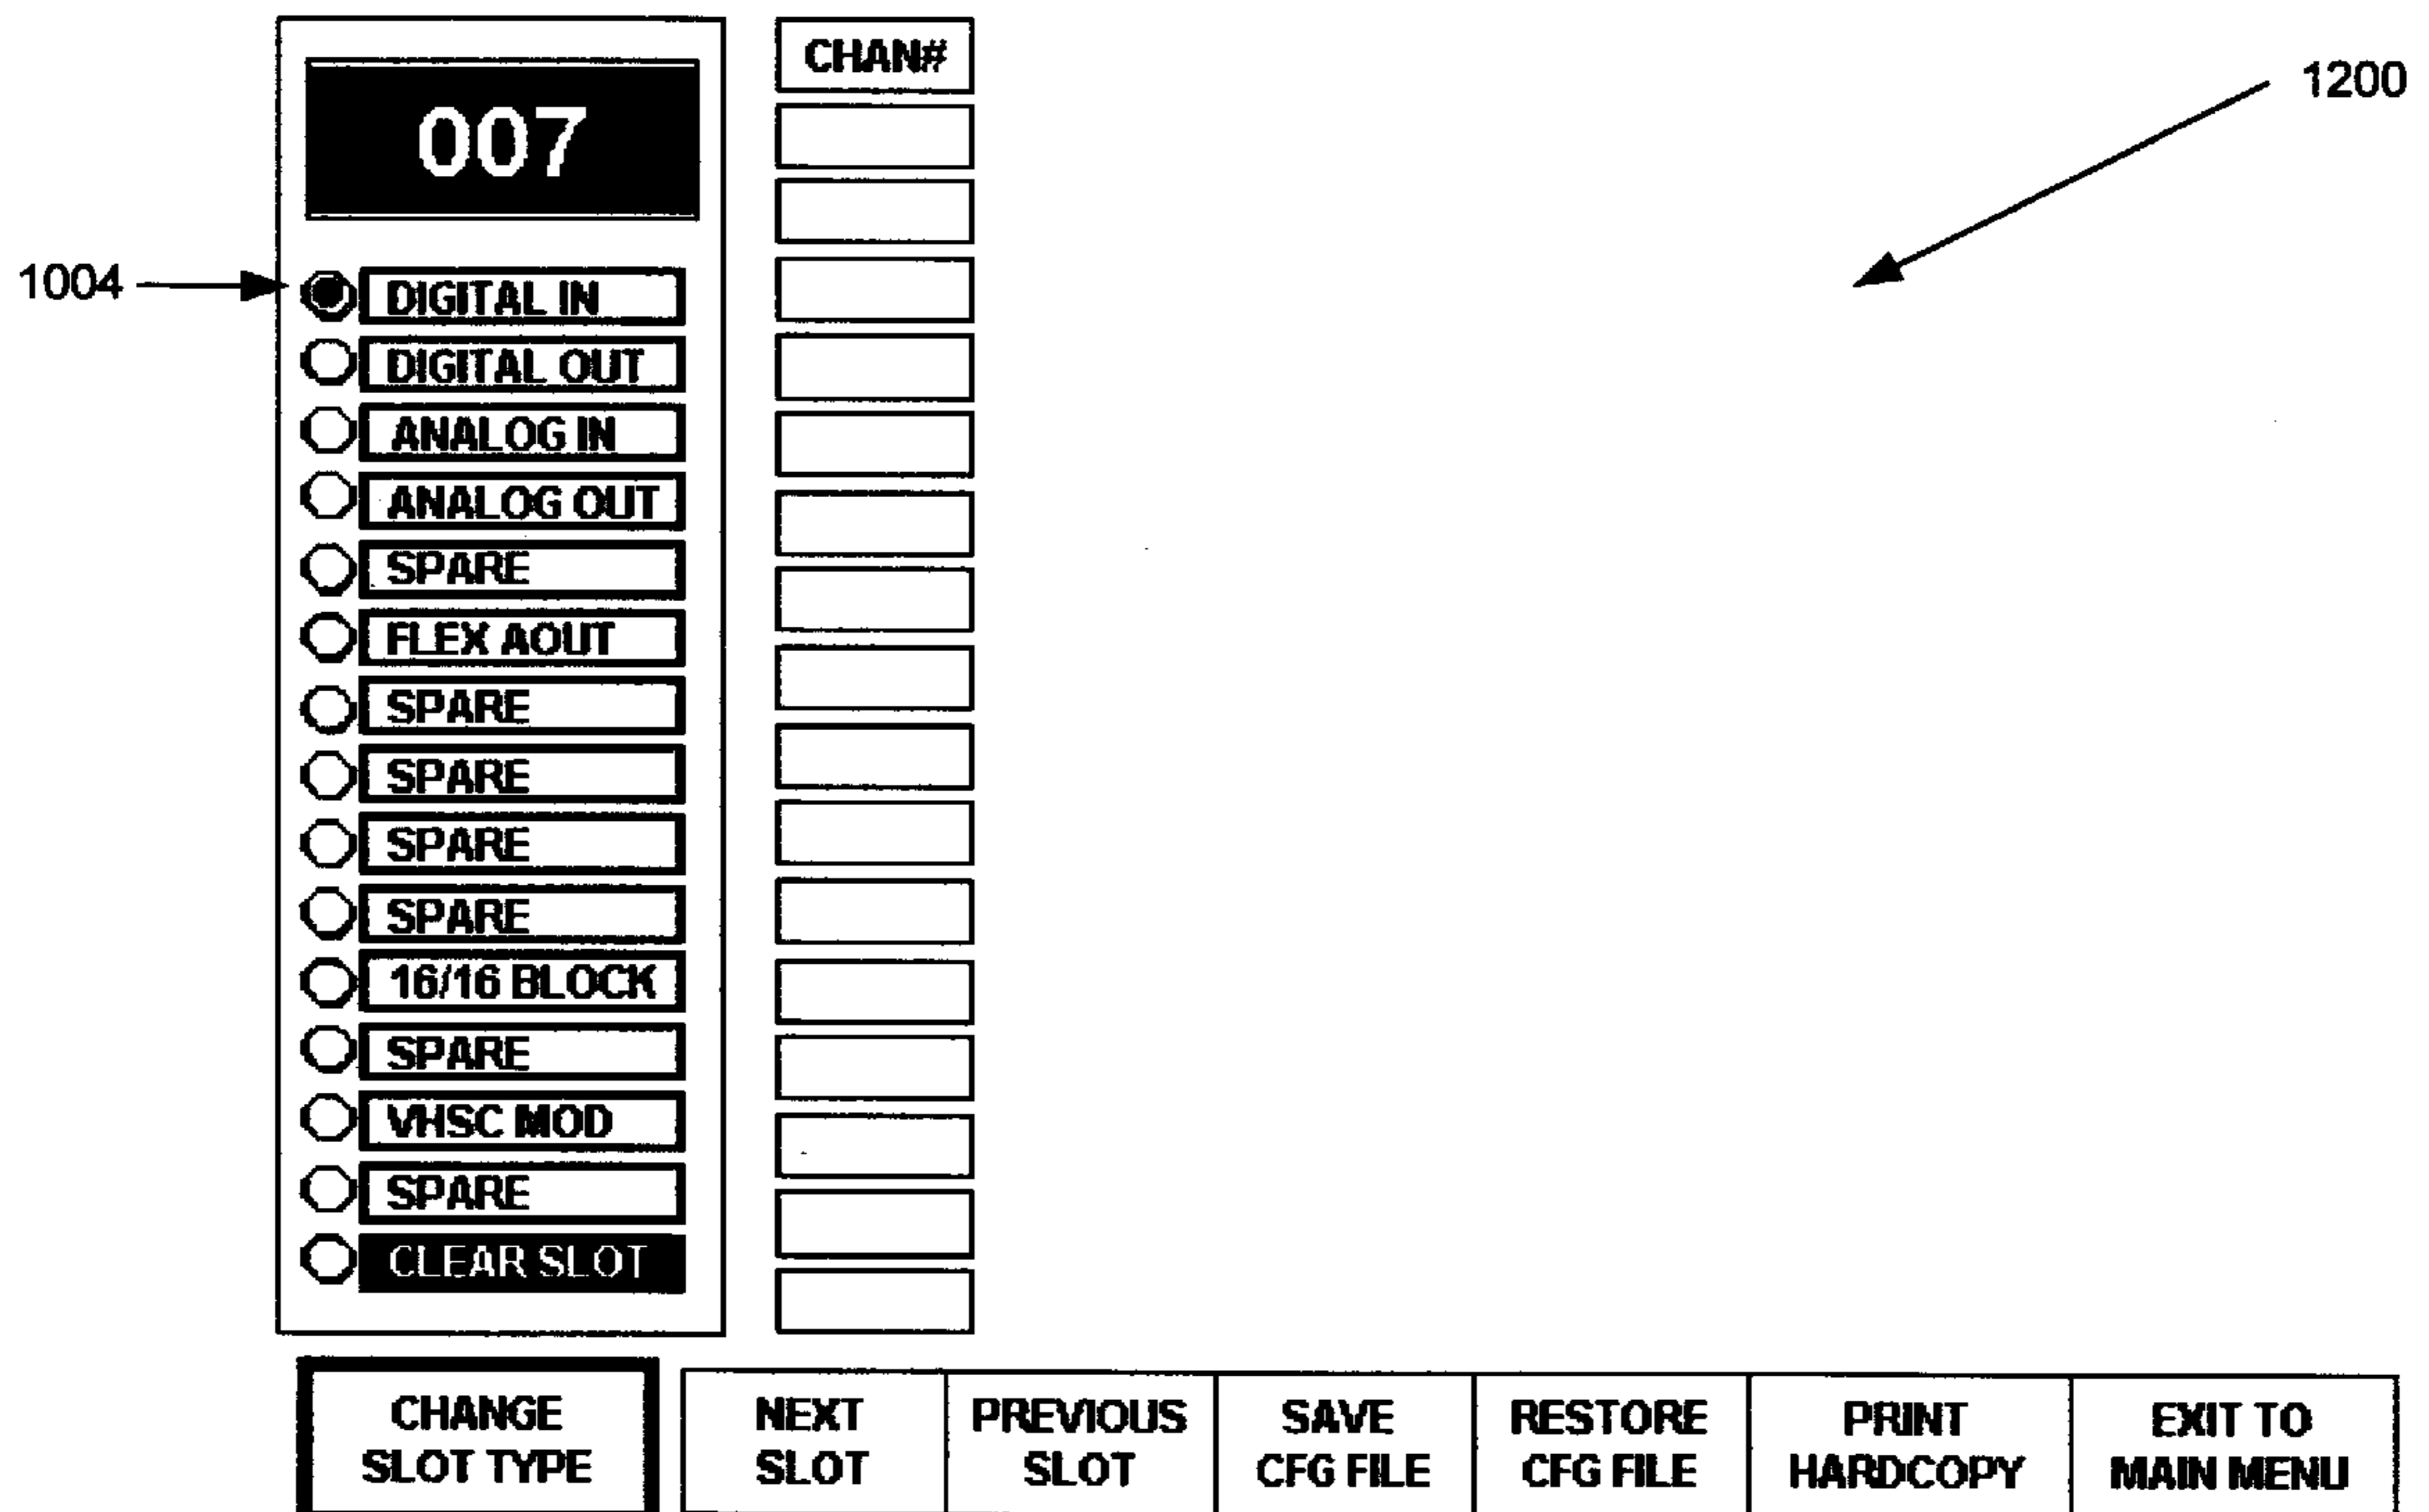 007
CHAN#
1200
1004
DIGITAL IN
DIGITAL OUT
ANALOG IN
ANALOG OUT
SPARE
FLEX AOUT
SPARE
SPARE
SPARE
SPARE
16/16 BLOCK
SPARE
VHSC MOD
SPARE
CLEAR SLOT
CHANGE
SLOT TYPE
NEXT
SLOT
PREVIOUS
SLOT
SAVE
CFG FILE
RESTORE
CFG FILE
PRINT
HARDCOPY
EXIT TO
MAIN MENU